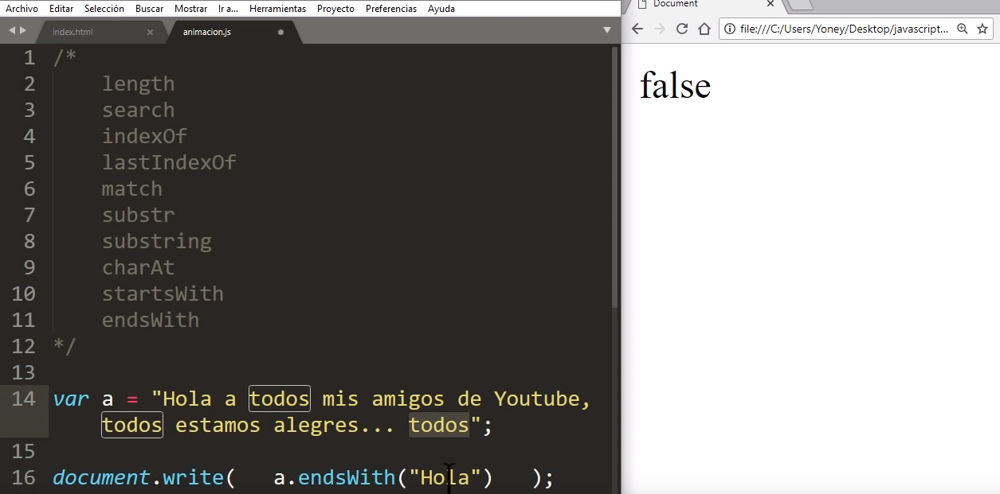 Archivo Editar Selección Buscar Mostrar Ir a... Herramientas Proyecto Preferencias Ayuda
index.html × animacion.js
1 /*
2 length
3 search
4 indexOf
5 lastIndexOf
6 match
7 substr
8 substring
9 charAt
10 startsWith
11 endsWith
12 */
13
14 var a = "Hola a todos mis amigos de Youtube,
todos estamos alegres... todos";
15
16 document.write( a.endsWith("Hola") );
Document ×
file:///C:/Users/Yoney/Desktop/javascript...
false